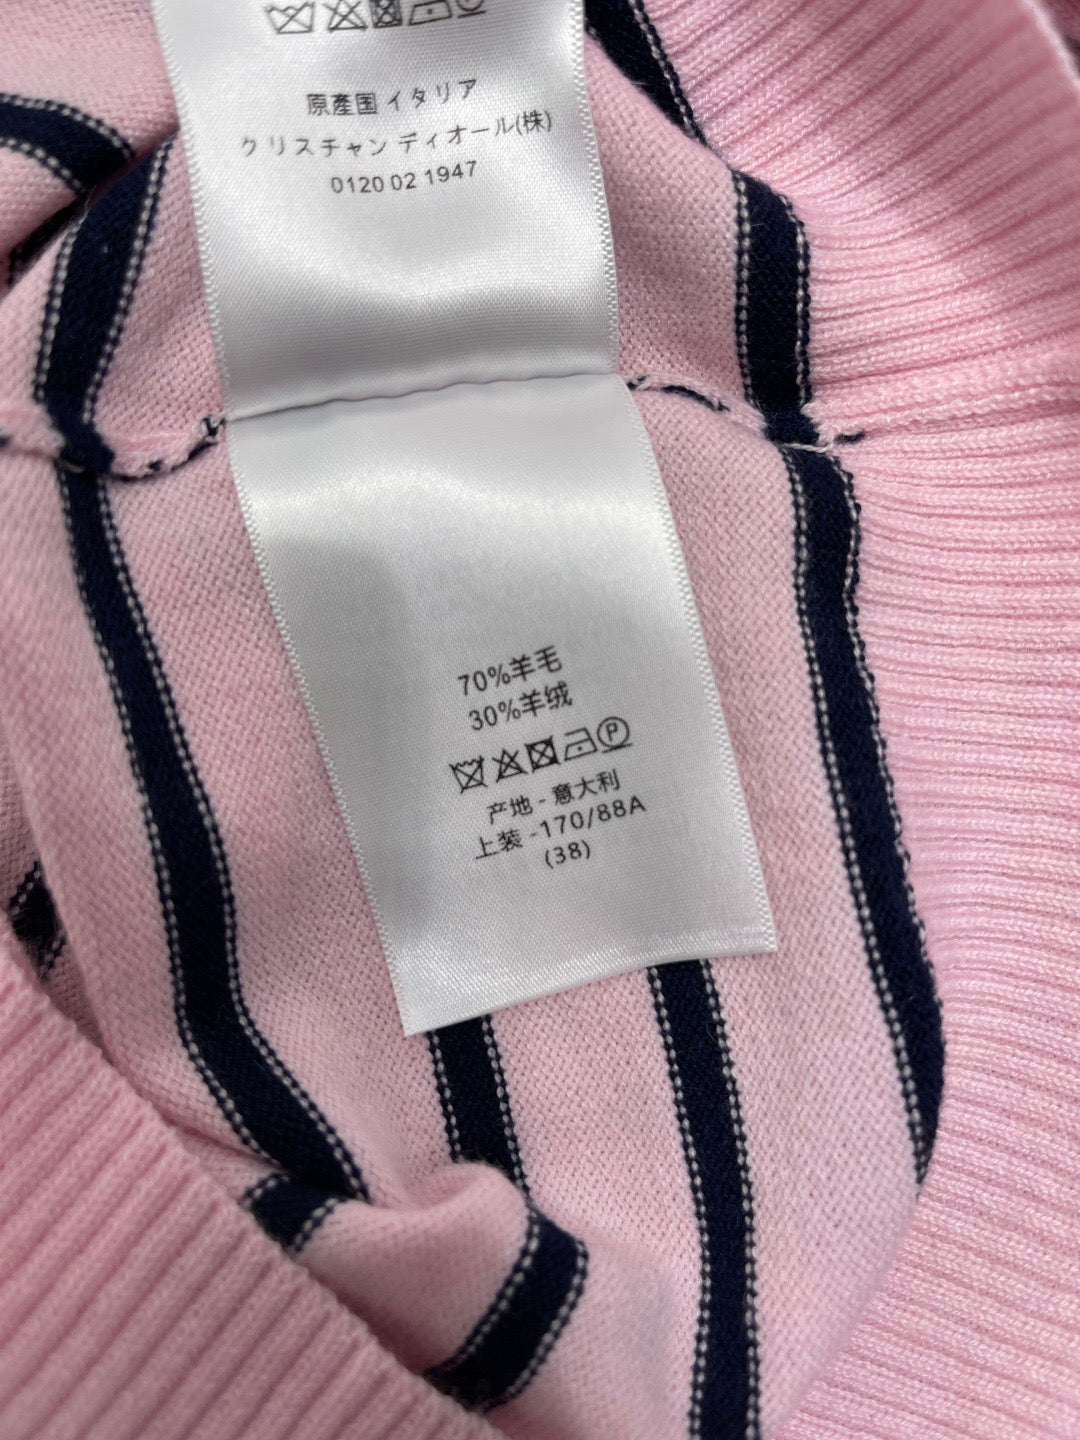 原産国 イタリア
クリスチャン ディオール(株)
0120 02 1947
70%羊毛
30%羊绒
P
产地 - 意大利
上装 -170/88A
(38)